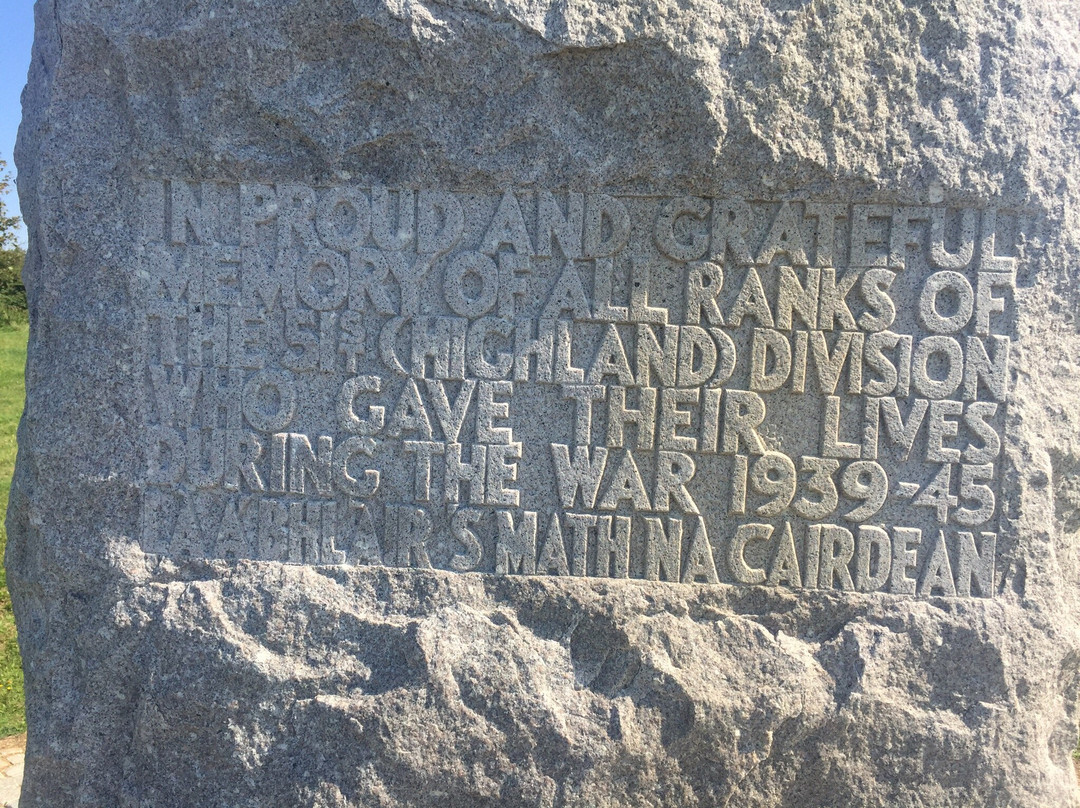 IN PROUD AND GRATEFUL
MEMORY OF ALL RANKS OF
THE 51ST (HIGHLAND) DIVISION
WHO GAVE THEIR LIVES
DURING THE WAR 1939-45
LA A'BHLAIR 'S MATH NA CAIRDEAN